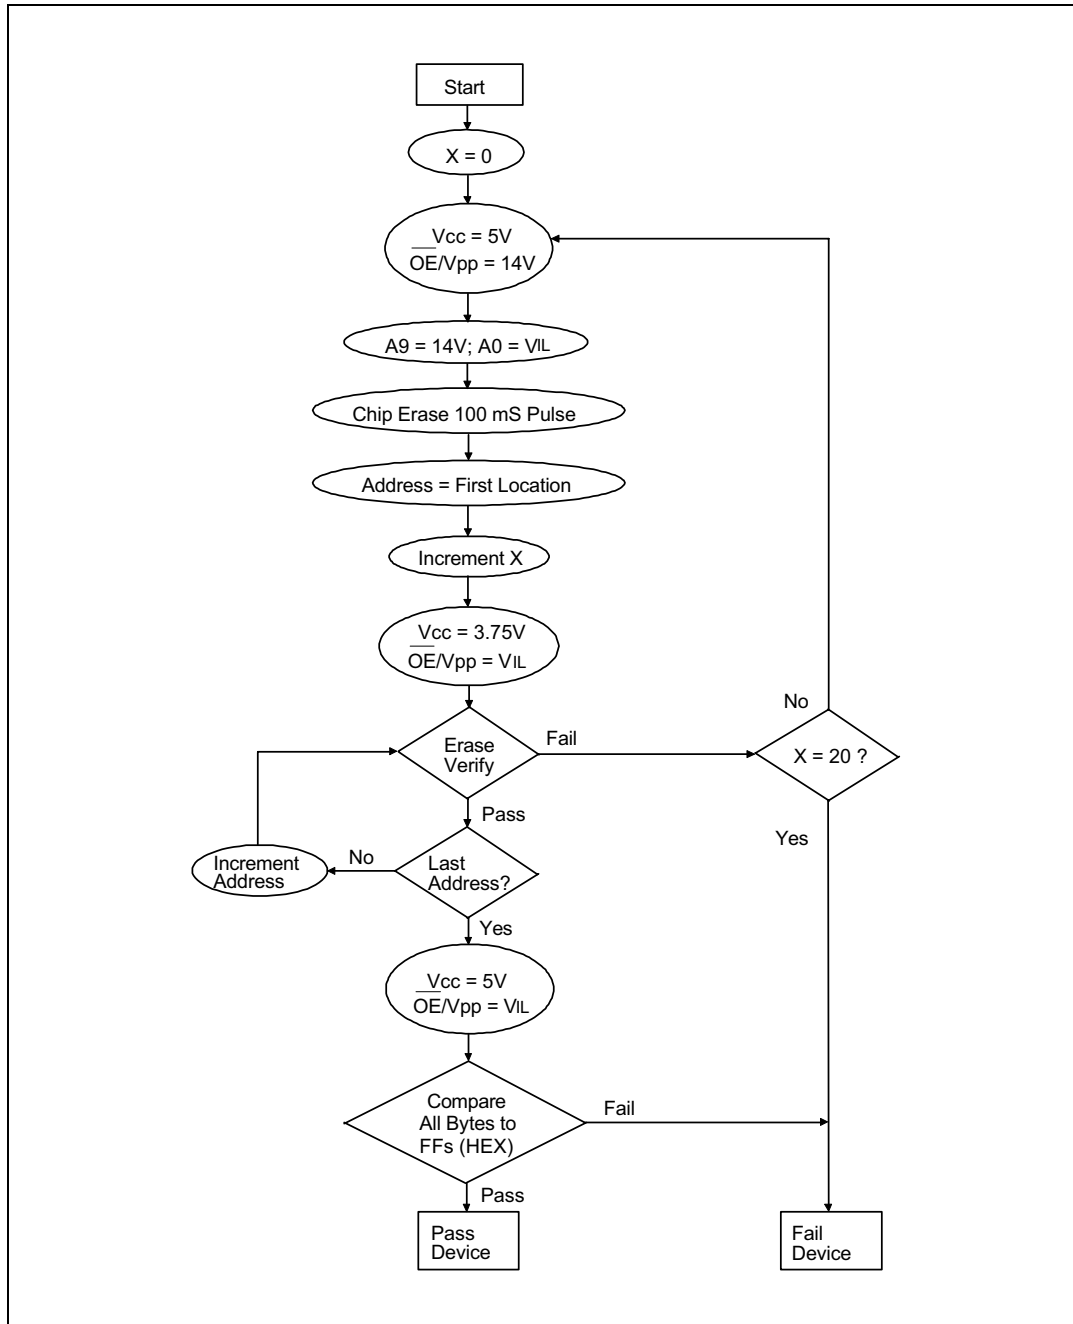 Start
X = 0
Vcc = 5V
OE/Vpp = 14V
A9 = 14V; A0 = VIL
Chip Erase 100 mS Pulse
Address = First Location
Increment X
Vcc = 3.75V
OE/Vpp = VIL
No
Erase
Verify
Fail
X = 20 ?
Pass
Yes
Increment
Address
No
Last
Address?
Yes
Vcc = 5V
OE/Vpp = VIL
Compare
All Bytes to
FFs (HEX)
Fail
Pass
Pass
Device
Fail
Device